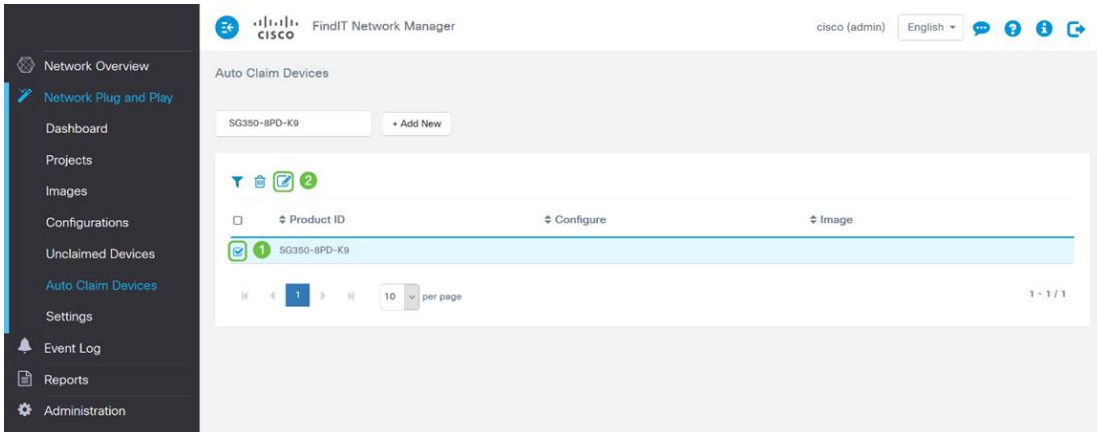 CISCO FindIT Network Manager
cisco (admin) English
Network Overview
Network Plug and Play
Dashboard
Projects
Images
Configurations
Unclaimed Devices
Auto Claim Devices
Settings
Event Log
Reports
Administration
Auto Claim Devices
SG350-8PD-K9 + Add New
2
Product ID Configure Image
1 SG350-8PD-K9
1 10 per page 1 - 1 / 1